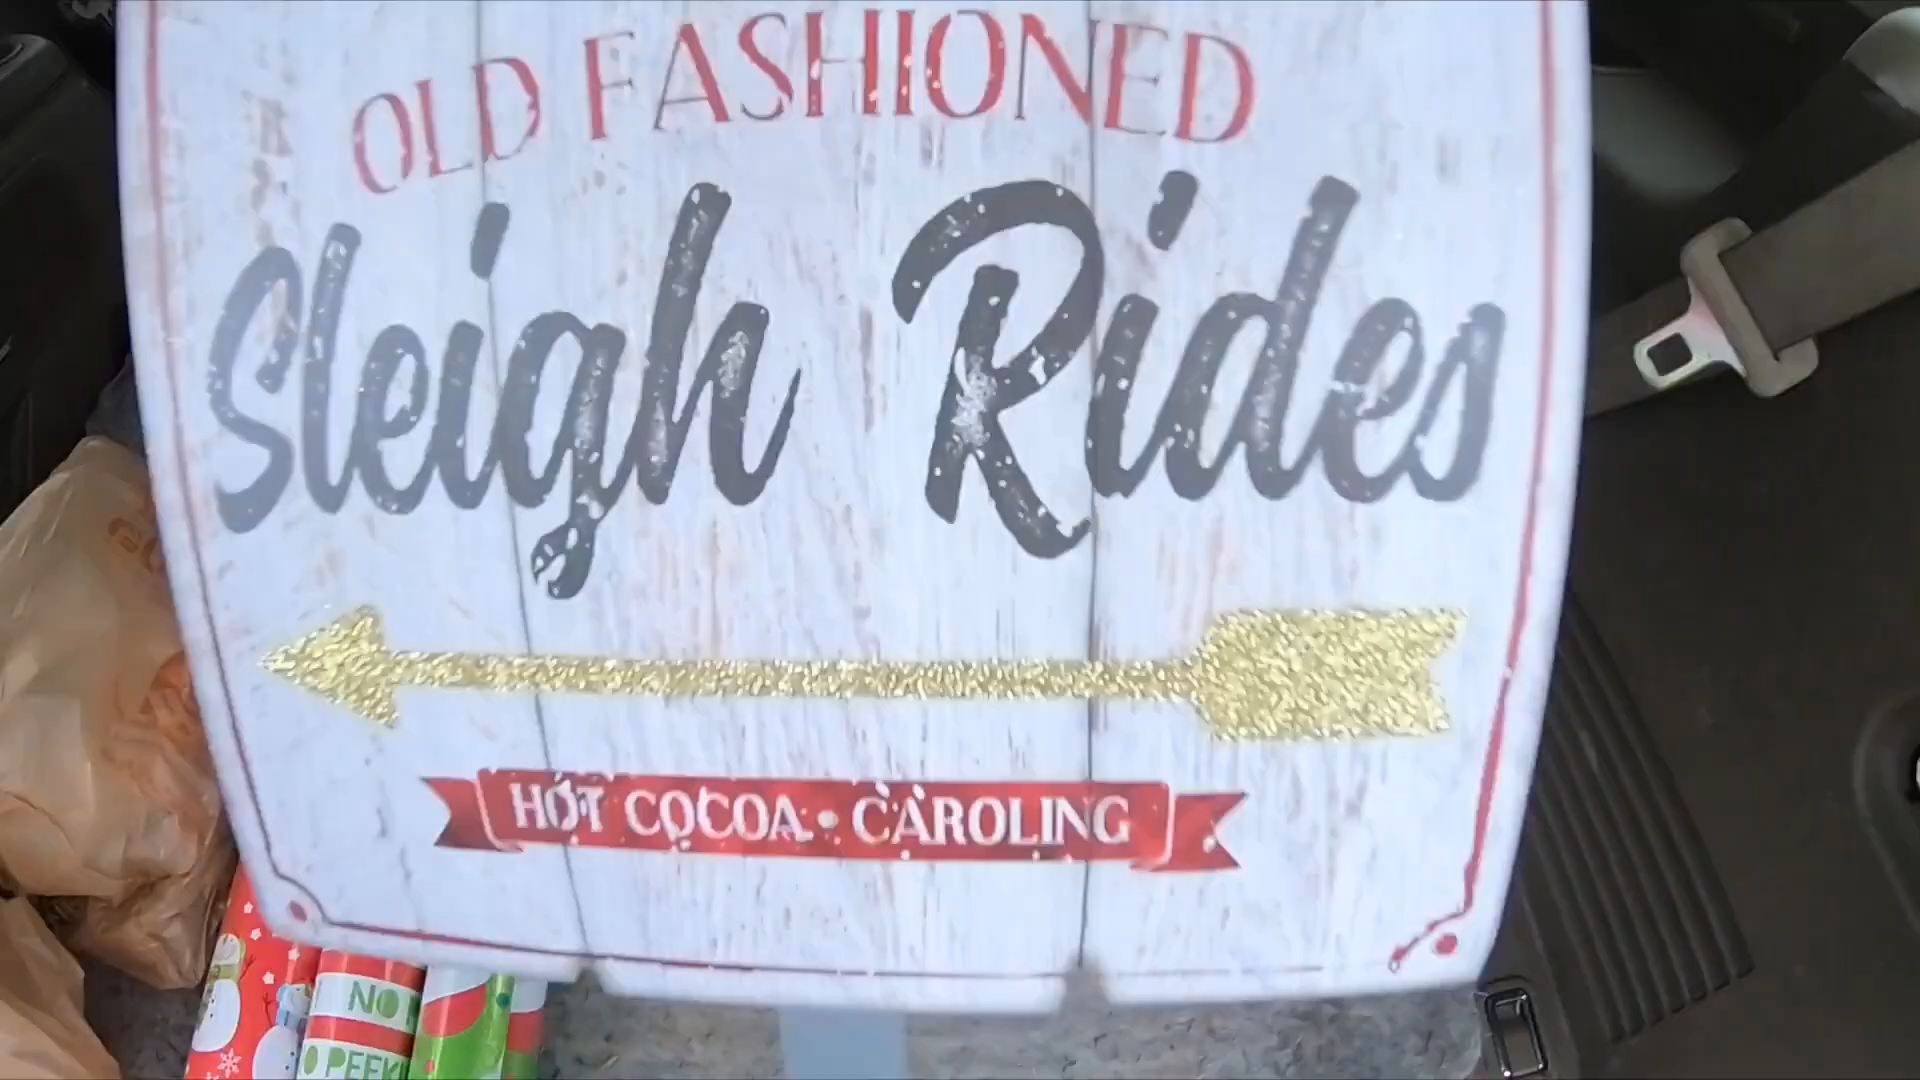 OLD FASHIONED
Sleigh Rides
HOT COCOA • CAROLING
NO
PEEK